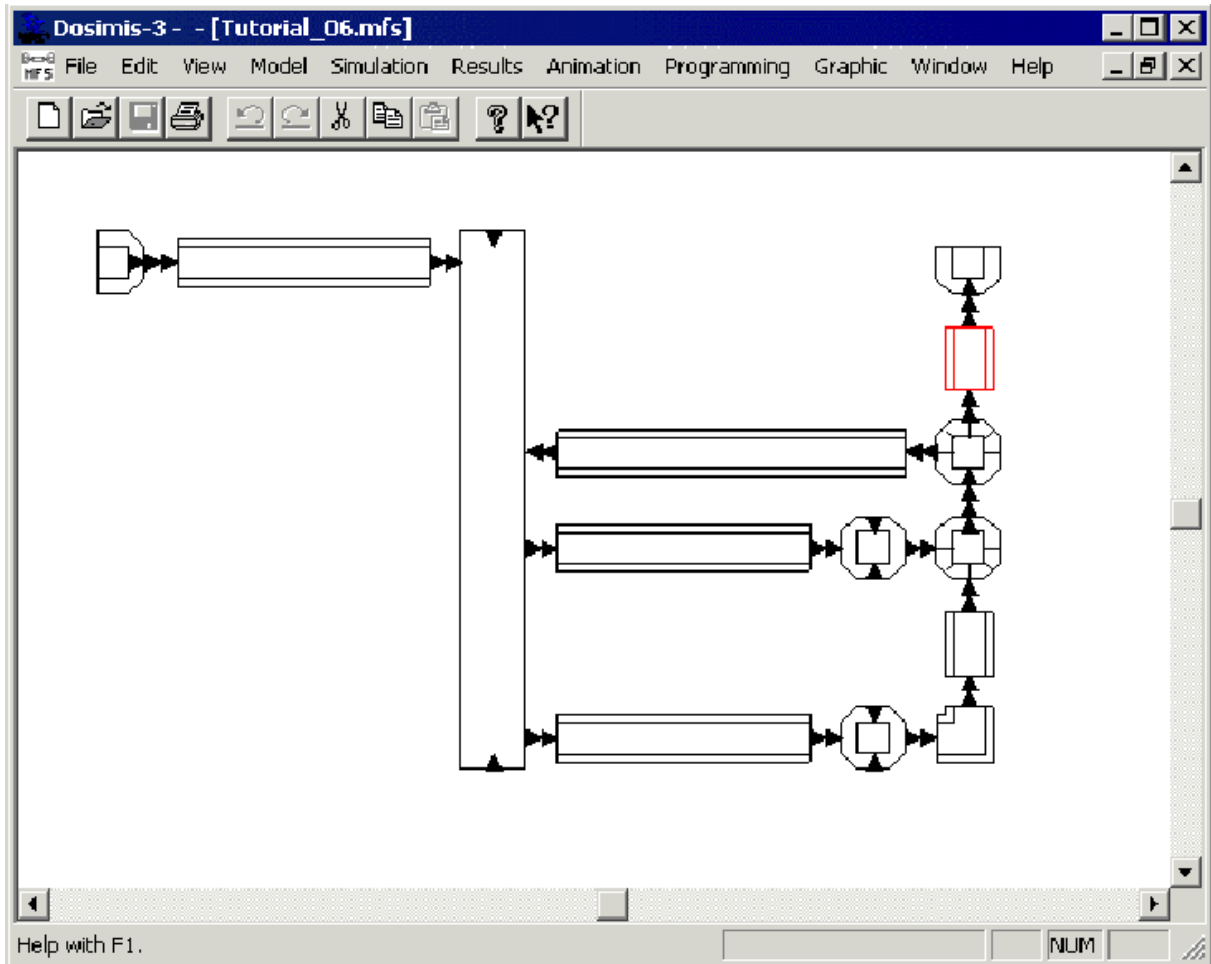 Dosimis-3 - - [Tutorial_06.mfs]
MFS File Edit View Model Simulation Results Animation Programming Graphic Window Help
Help with F1.
NUM